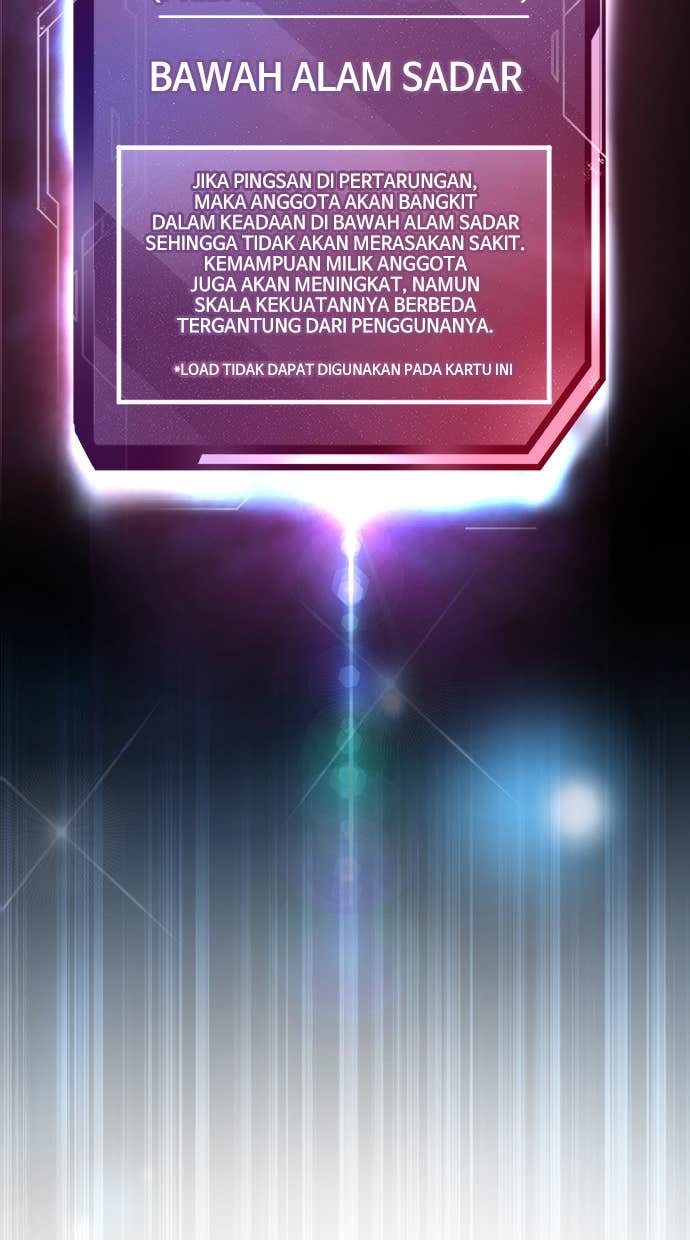 BAWAH ALAM SADAR
JIKA PINGSAN DI PERTARUNGAN,
MAKA ANGGOTA AKAN BANGKIT
DALAM KEADAAN DI BAWAH ALAM SADAR
SEHINGGA TIDAK AKAN MERASAKAN SAKIT.
KEMAMPUAN MILIK ANGGOTA
JUGA AKAN MENINGKAT, NAMUN
SKALA KEKUATANNYA BERBEDA
TERGANTUNG DARI PENGGUNANYA.
*LOAD TIDAK DAPAT DIGUNAKAN PADA KARTU INI